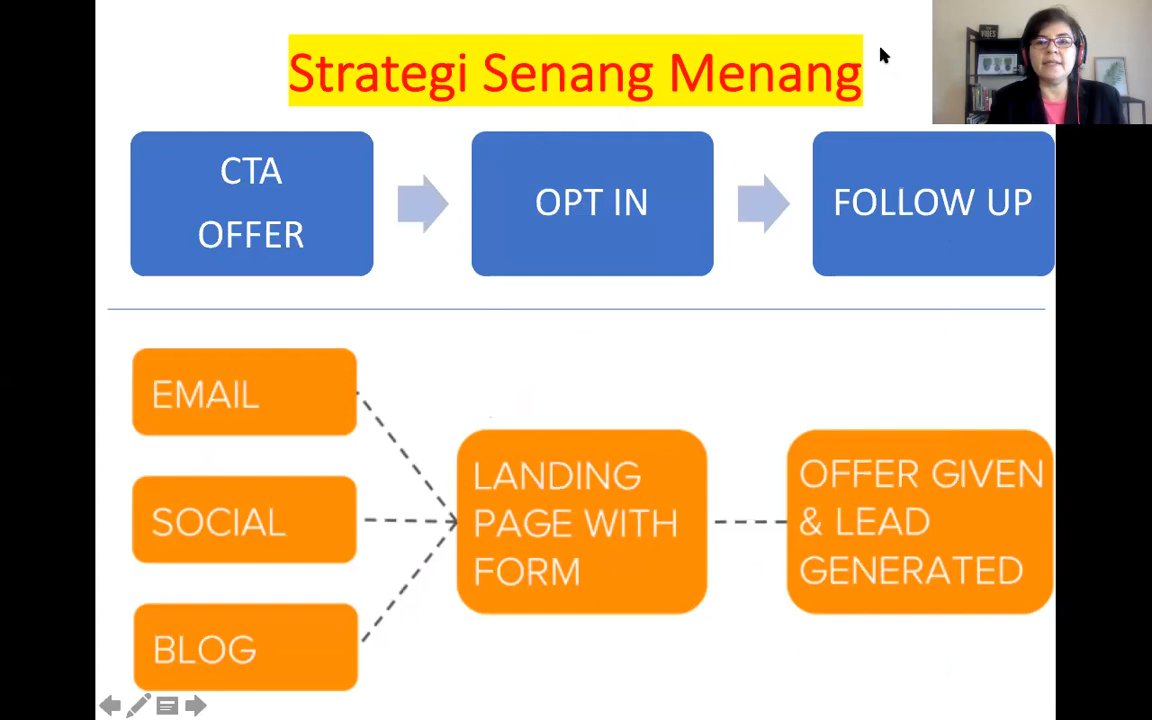 Strategi Senang Menang
CTA
OFFER
OPT IN
FOLLOW UP
EMAIL
SOCIAL
BLOG
LANDING
PAGE WITH
FORM
OFFER GIVEN
& LEAD
GENERATED